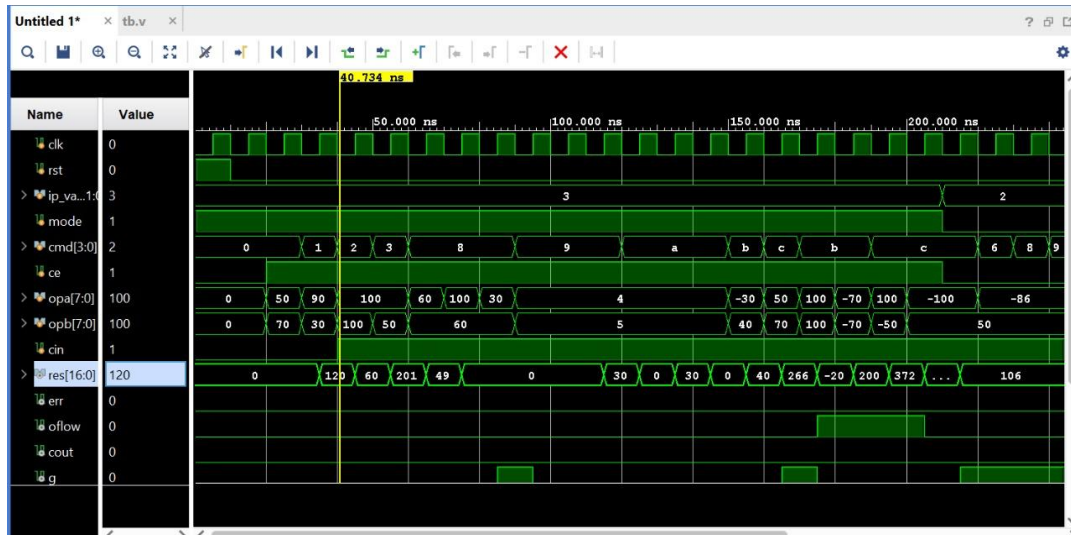 Untitled 1* × tb.v × ?
40.734 ns
Name Value 50.000 ns 100.000 ns 150.000 ns 200.000 ns
clk 0
rst 0
> ip_va...1:0 3 3 2
mode 1
> cmd[3:0] 2 0 1 2 3 8 9 a b c b c 6 8 9
ce 1
> opa[7:0] 100 0 50 90 100 60 100 30 4 -30 50 100 -70 100 -100 -86
> opb[7:0] 100 0 70 30 100 50 60 5 40 70 100 -70 -50 50
cin 1
> res[16:0] 120 0 120 60 201 49 0 30 0 30 0 40 266 -20 200 372 ... 106
err 0
oflow 0
cout 0
g 0